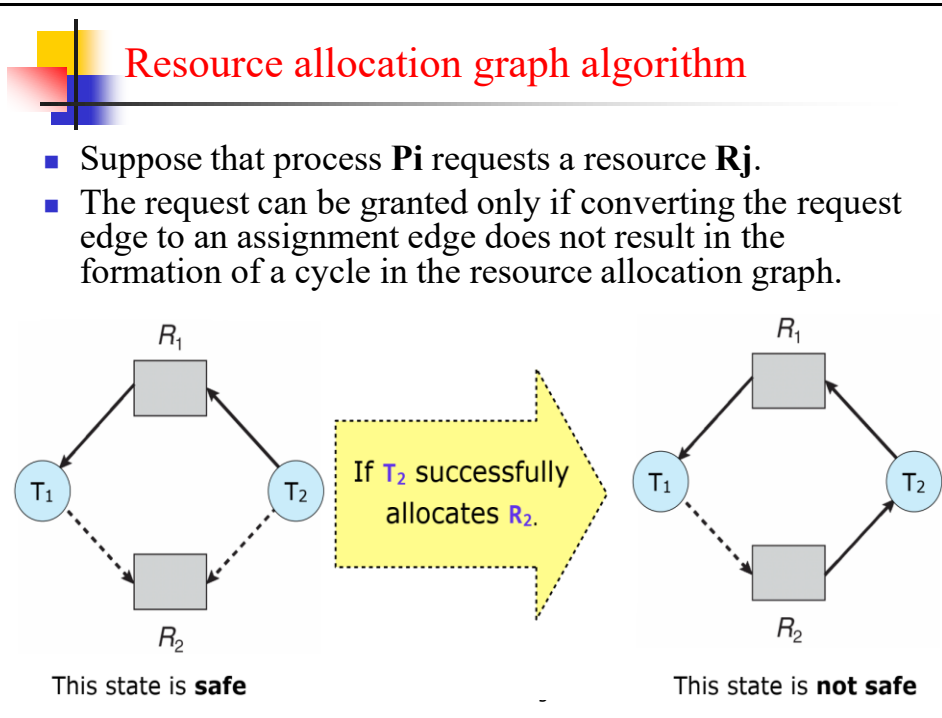 Resource allocation graph algorithm
Suppose that process Pi requests a resource Rj.
The request can be granted only if converting the request
edge to an assignment edge does not result in the
formation of a cycle in the resource allocation graph.
R1
T1
T2
R2
If T2 successfully
allocates R2.
R1
T1
T2
R2
This state is safe
This state is not safe